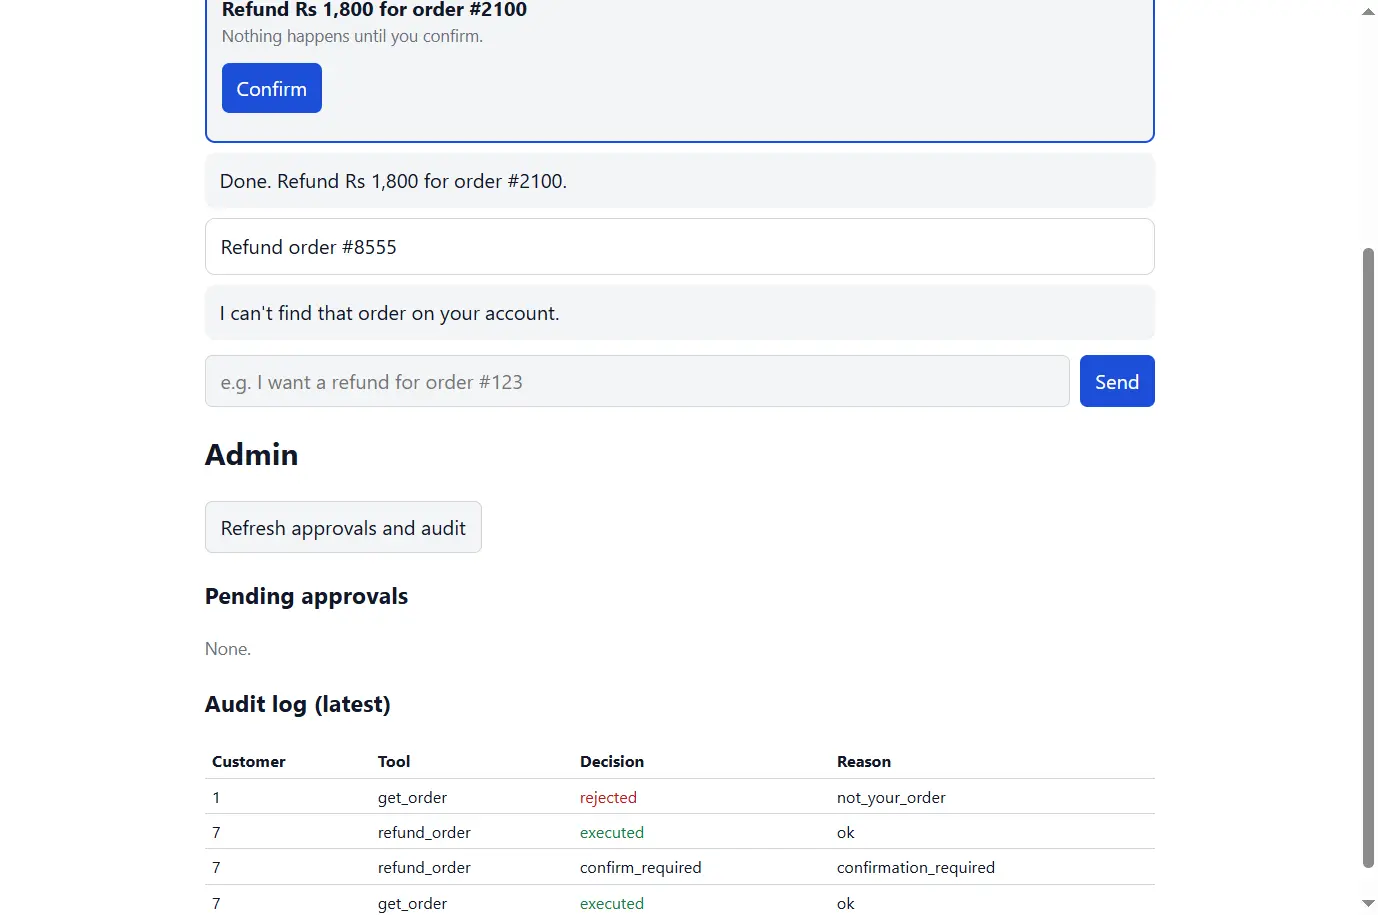 Refund Rs 1,800 for order #2100
Nothing happens until you confirm.
Confirm
Done. Refund Rs 1,800 for order #2100.
Refund order #8555
I can't find that order on your account.
e.g. I want a refund for order #123
Send
Admin
Refresh approvals and audit
Pending approvals
None.
Audit log (latest)
Customer Tool Decision Reason
1 get_order rejected not_your_order
7 refund_order executed ok
7 refund_order confirm_required confirmation_required
7 get_order executed ok